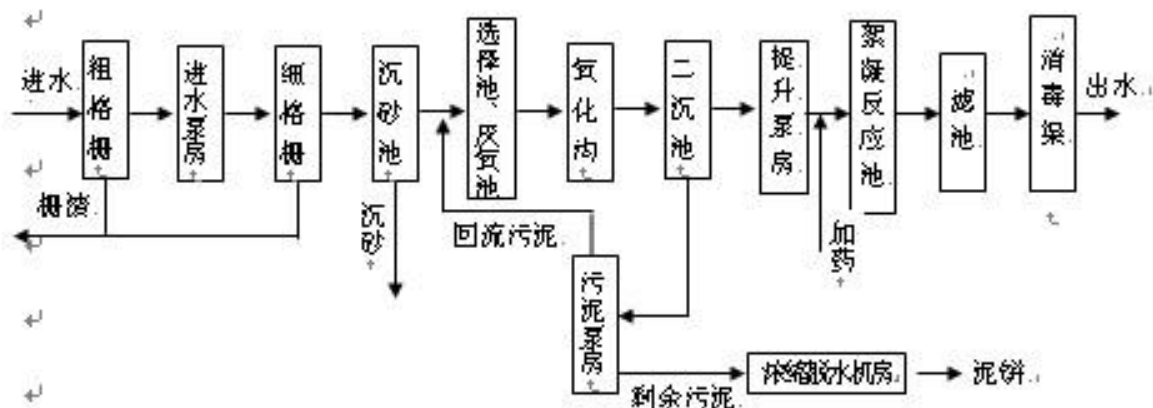 进水
粗格栅
进水泵房
细格栅
沉砂池
选择池、厌氧池
氧化沟
二沉池
提升泵房
絮凝反应池
滤池
消毒渠
出水
栅渣
沉砂
回流污泥
加药
污泥泵房
剩余污泥
浓缩脱水机房
泥饼